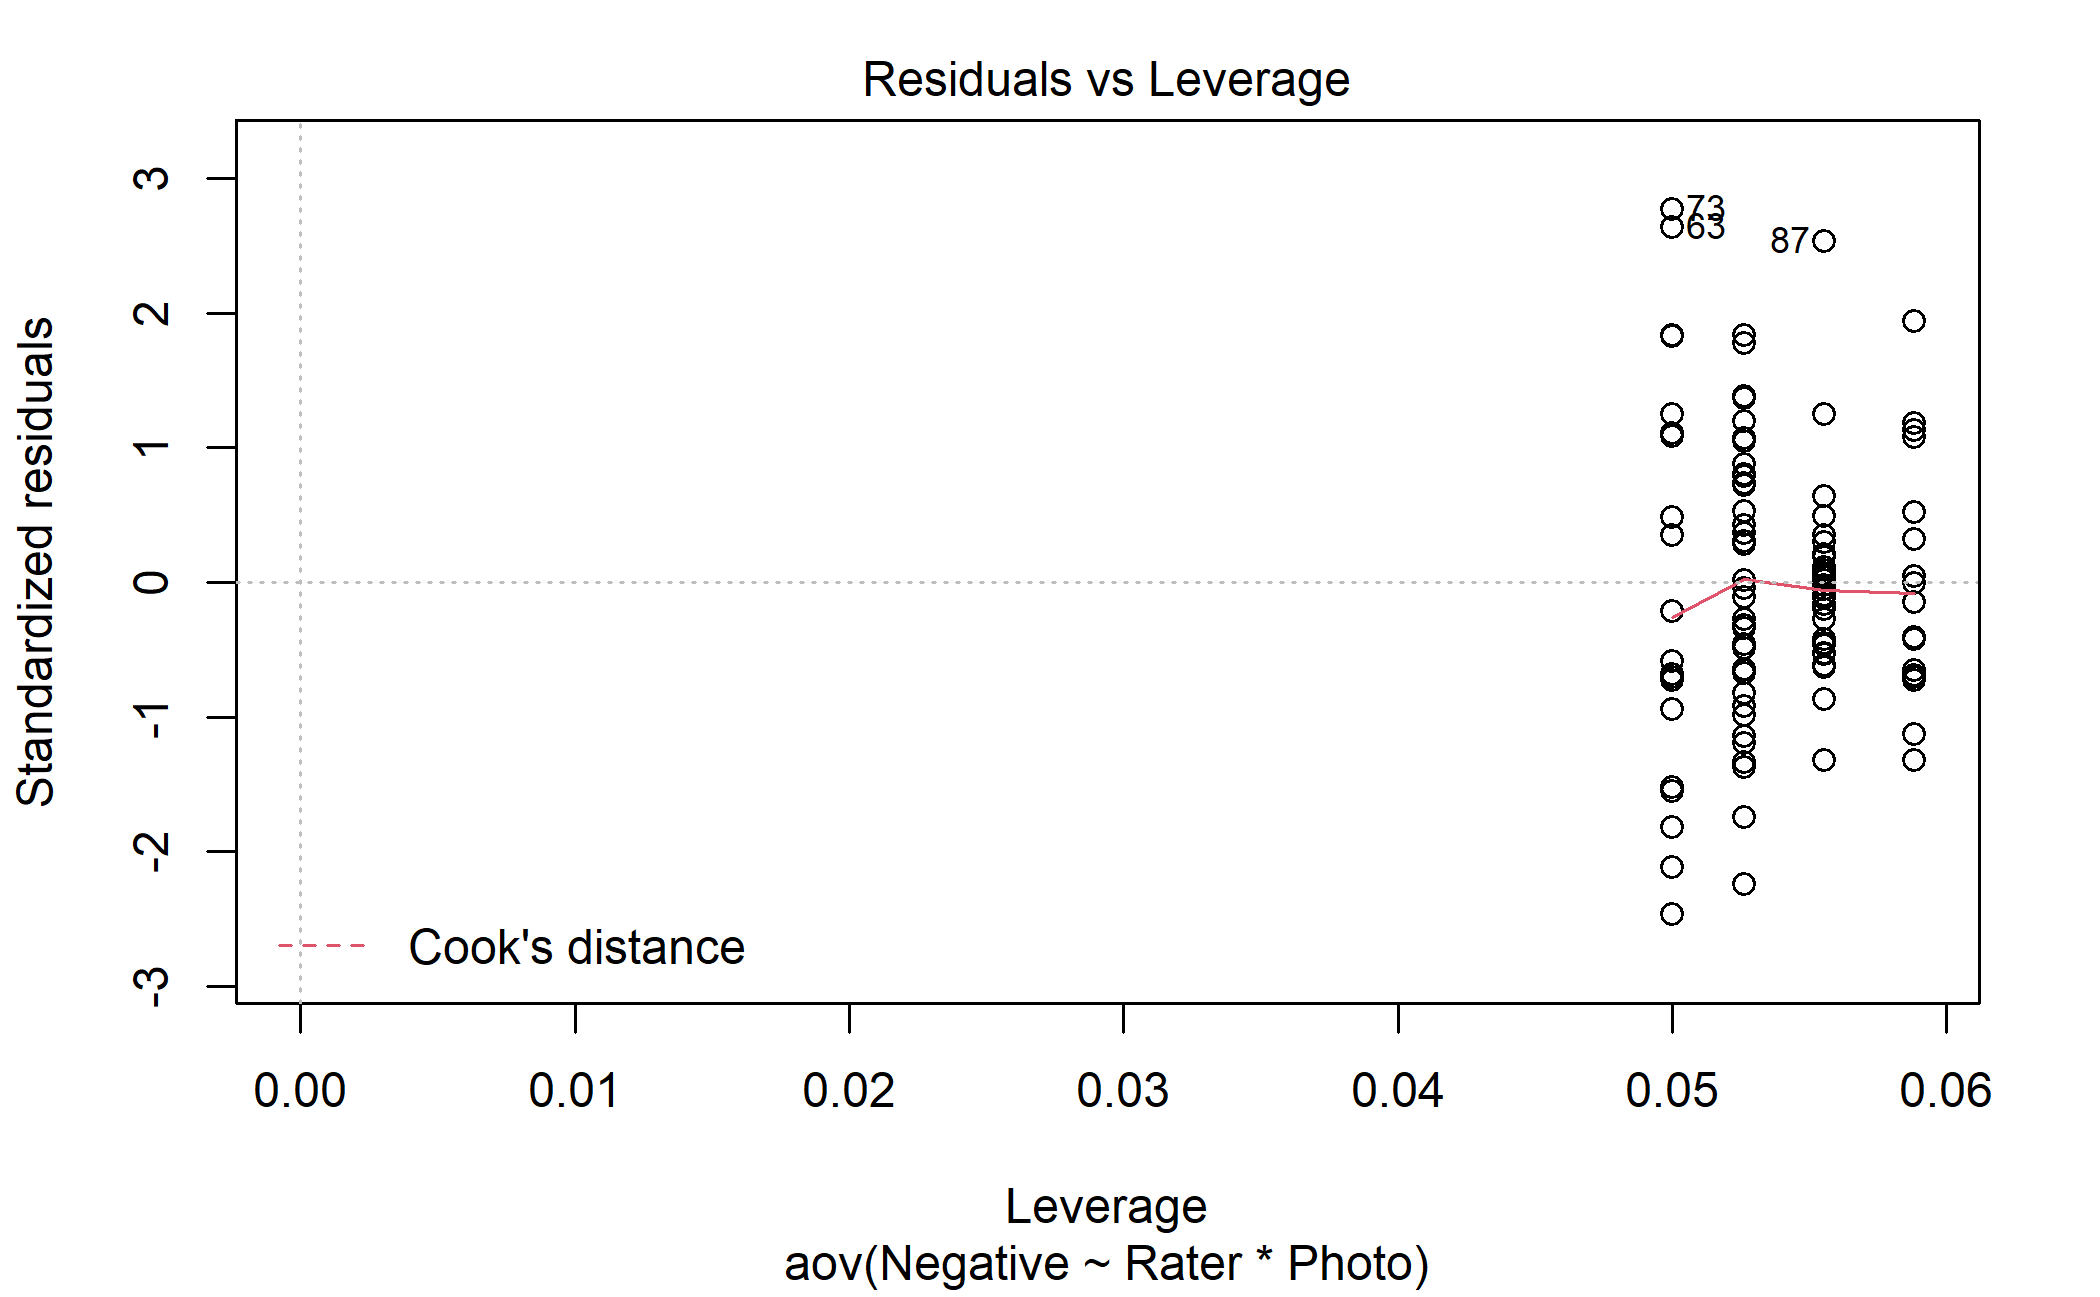 Residuals vs Leverage
Standardized residuals
3
2
1
0
-1
-2
-3
73
63
87
Cook's distance
0.00 0.01 0.02 0.03 0.04 0.05 0.06
Leverage
aov(Negative ~ Rater * Photo)